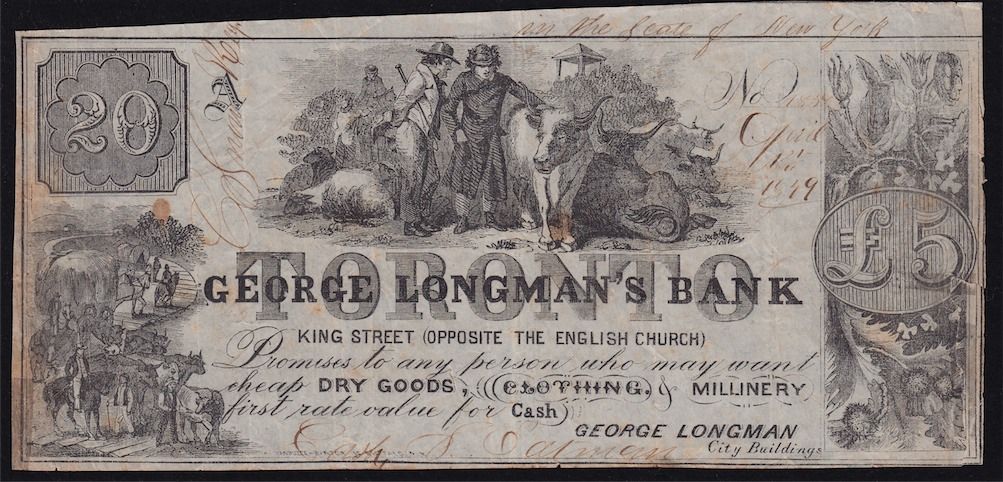 in the State of New York
20
No
April
1849
£5
TORONTO
GEORGE LONGMAN'S BANK
KING STREET (OPPOSITE THE ENGLISH CHURCH)
Promises to any person who may want
cheap DRY GOODS, CLOTHING, & MILLINERY
first rate value for Cash
GEORGE LONGMAN
City Buildings